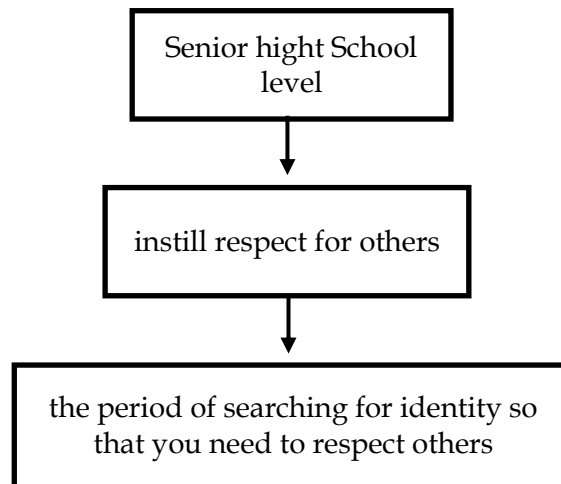 Senior hight School
level
instill respect for others
the period of searching for identity so
that you need to respect others